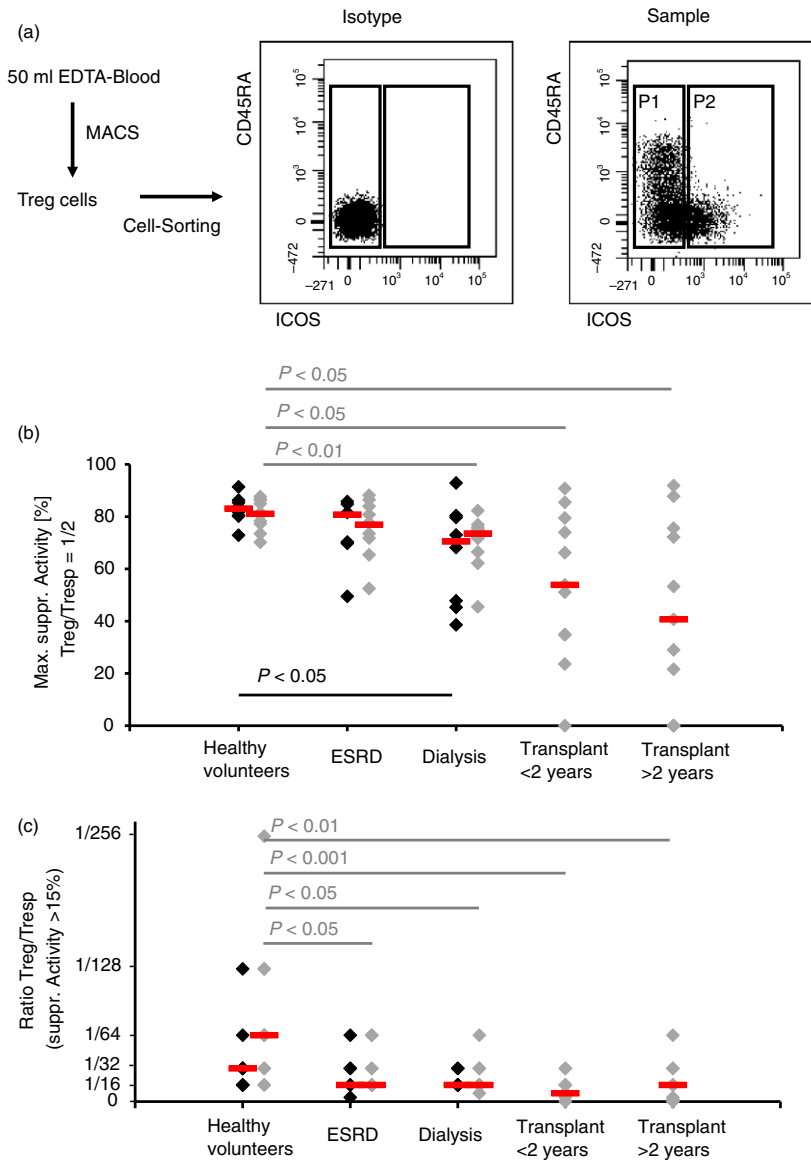 (a)
Isotype
Sample
50 ml EDTA-Blood
MACS
Treg cells
Cell-Sorting
CD45RA
10^5
10^4
10^3
0
−472
−271
0
10^3
10^4
10^5
ICOS
CD45RA
P1
P2
10^5
10^4
10^3
0
−472
−271
0
10^3
10^4
10^5
ICOS
P < 0.05
P < 0.05
P < 0.01
(b)
Max. suppr. Activity [%]
Treg/Tresp = 1/2
100
80
60
40
20
0
P < 0.05
Healthy
volunteers
ESRD
Dialysis
Transplant
<2 years
Transplant
>2 years
(c)
Ratio Treg/Tresp
(suppr. Activity >15%)
1/256
1/128
1/64
1/32
1/16
0
P < 0.01
P < 0.001
P < 0.05
P < 0.05
Healthy
volunteers
ESRD
Dialysis
Transplant
<2 years
Transplant
>2 years